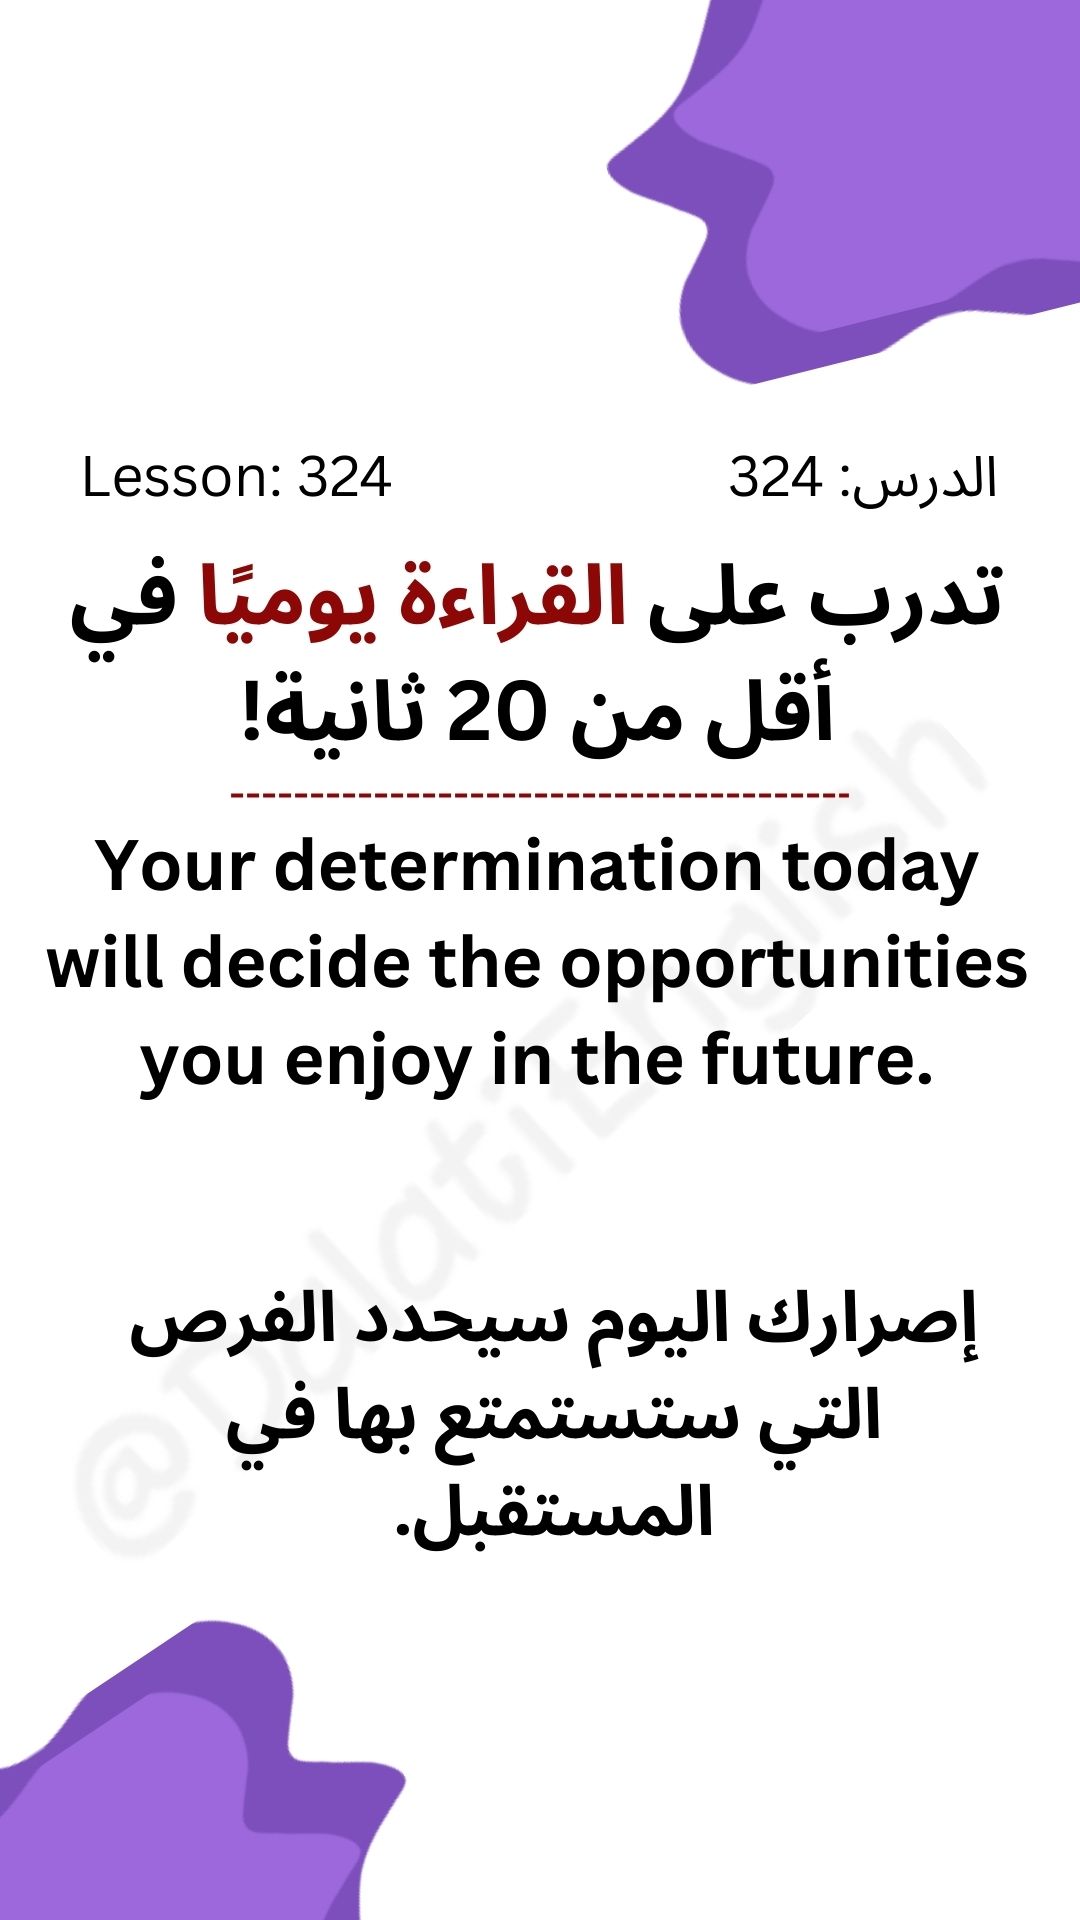 Lesson: 324
الدرس: 324
تدرب على القراءة يوميًا في
أقل من 20 ثانية!
Your determination today
will decide the opportunities
you enjoy in the future.
إصرارك اليوم سيحدد الفرص
التي ستستمتع بها في
المستقبل.
@DalatiEnglish